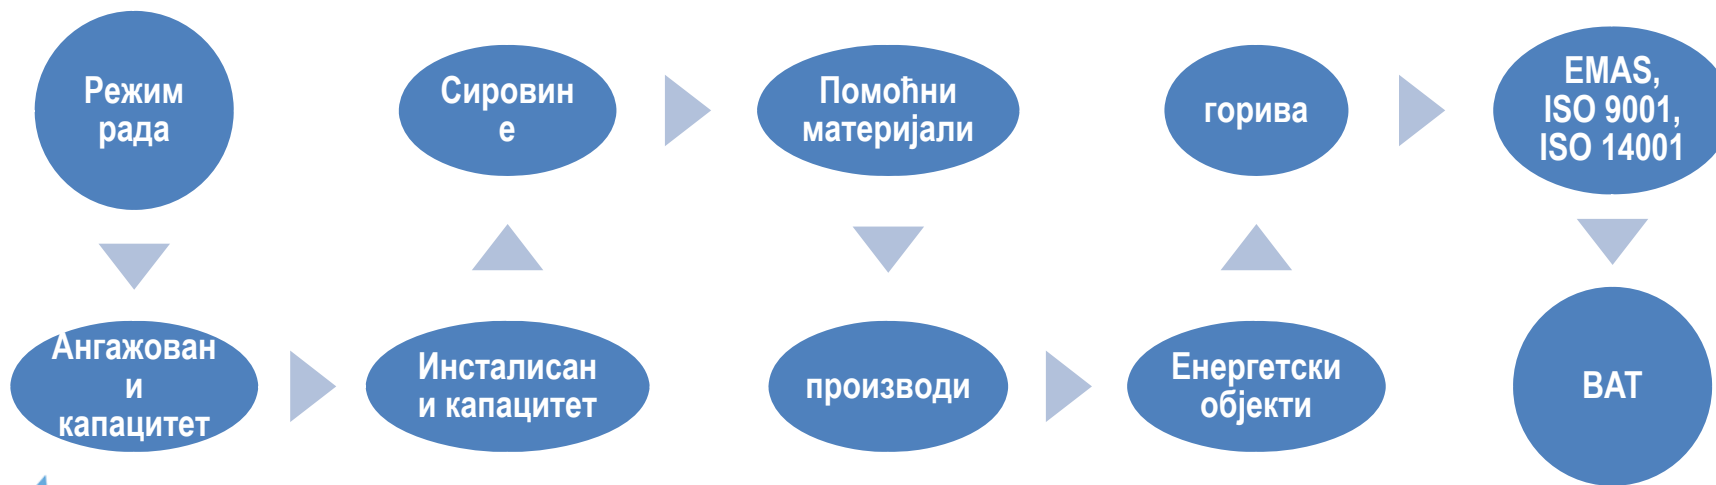 Режим
рада
Ангажован
и
капацитет
Инсталисан
и капацитет
Сировин
е
Помоћни
материјали
производи
Енергетски
објекти
горива
EMAS,
ISO 9001,
ISO 14001
BAT